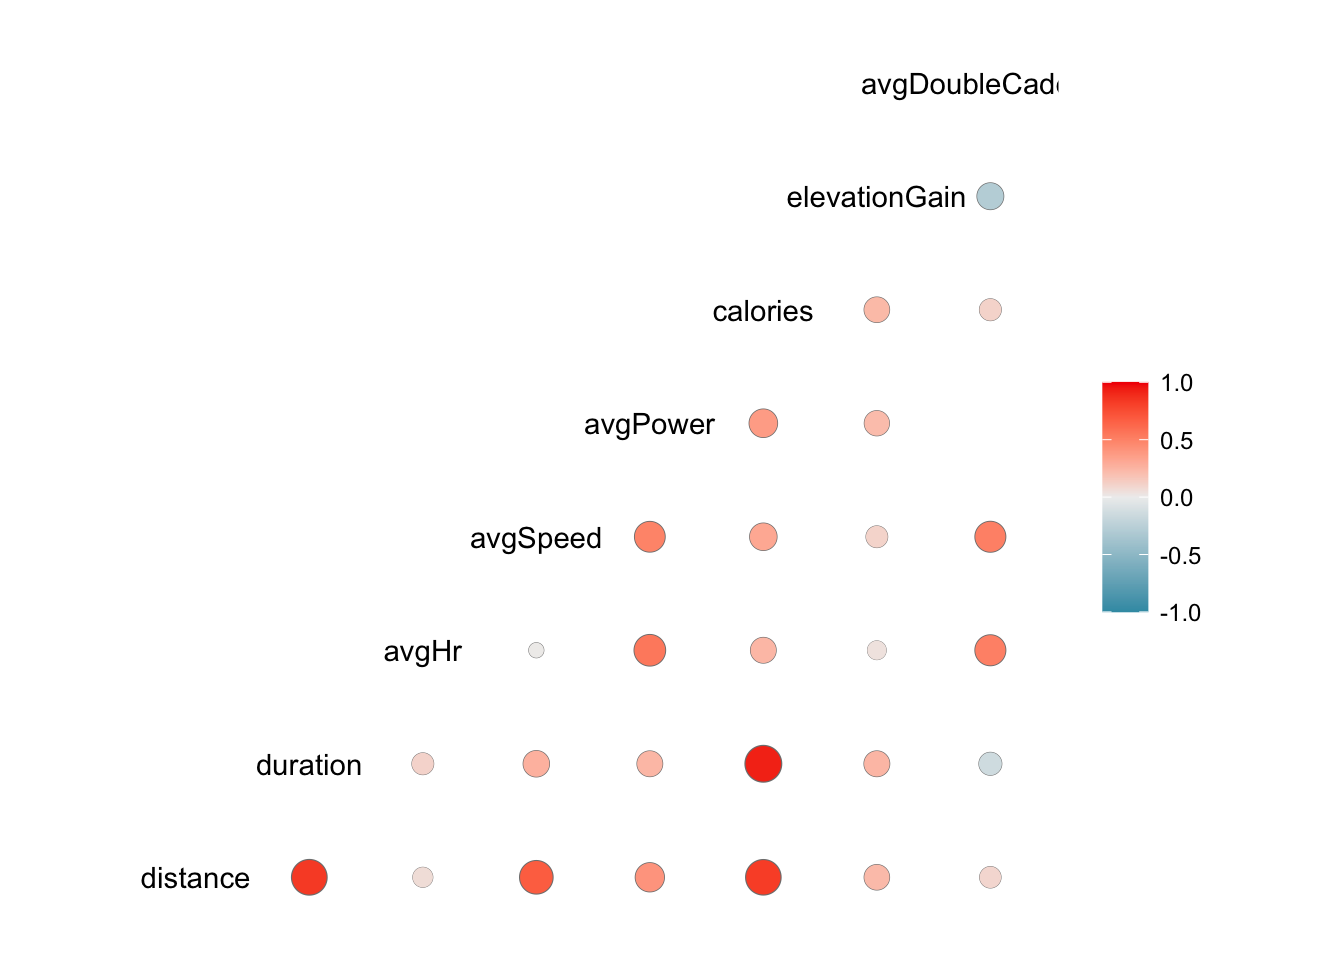 avgDoubleCad
elevationGain
calories
avgPower
avgSpeed
avgHr
duration
distance
1.0
0.5
0.0
-0.5
-1.0